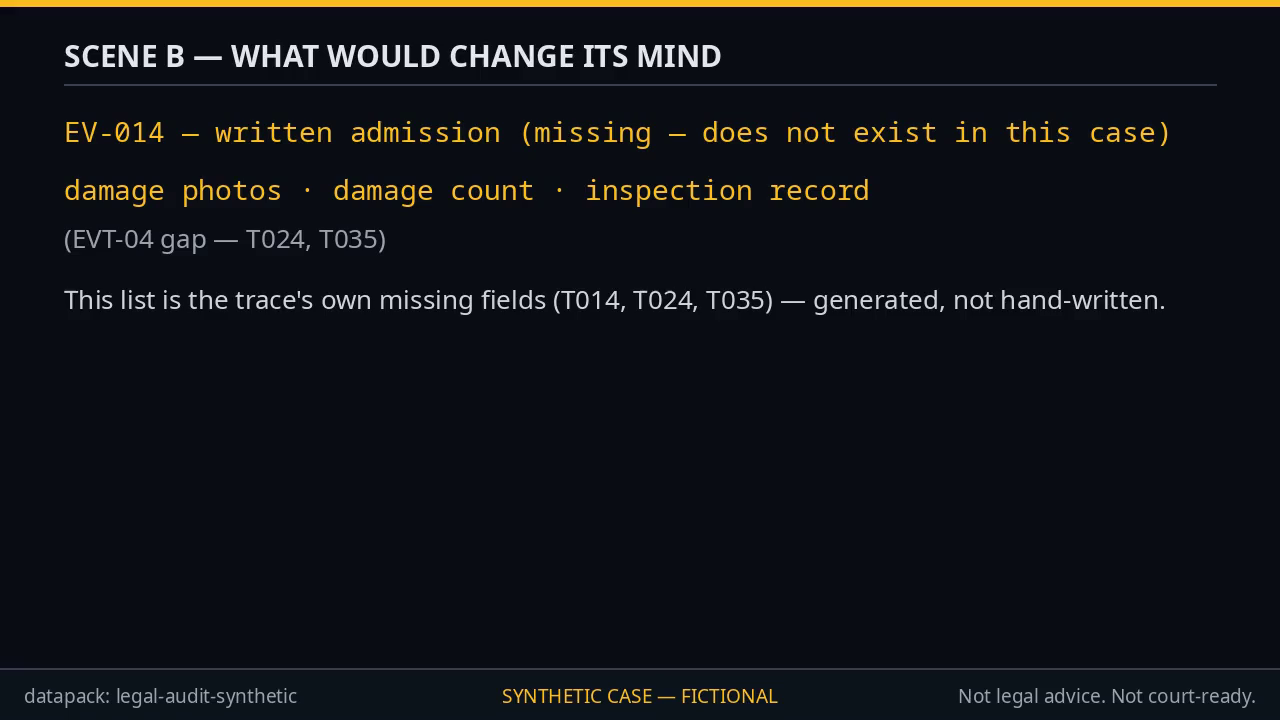 SCENE B — WHAT WOULD CHANGE ITS MIND
EV-014 — written admission (missing — does not exist in this case)
damage photos · damage count · inspection record
(EVT-04 gap — T024, T035)
This list is the trace's own missing fields (T014, T024, T035) — generated, not hand-written.
datapack: legal-audit-synthetic
SYNTHETIC CASE — FICTIONAL
Not legal advice. Not court-ready.